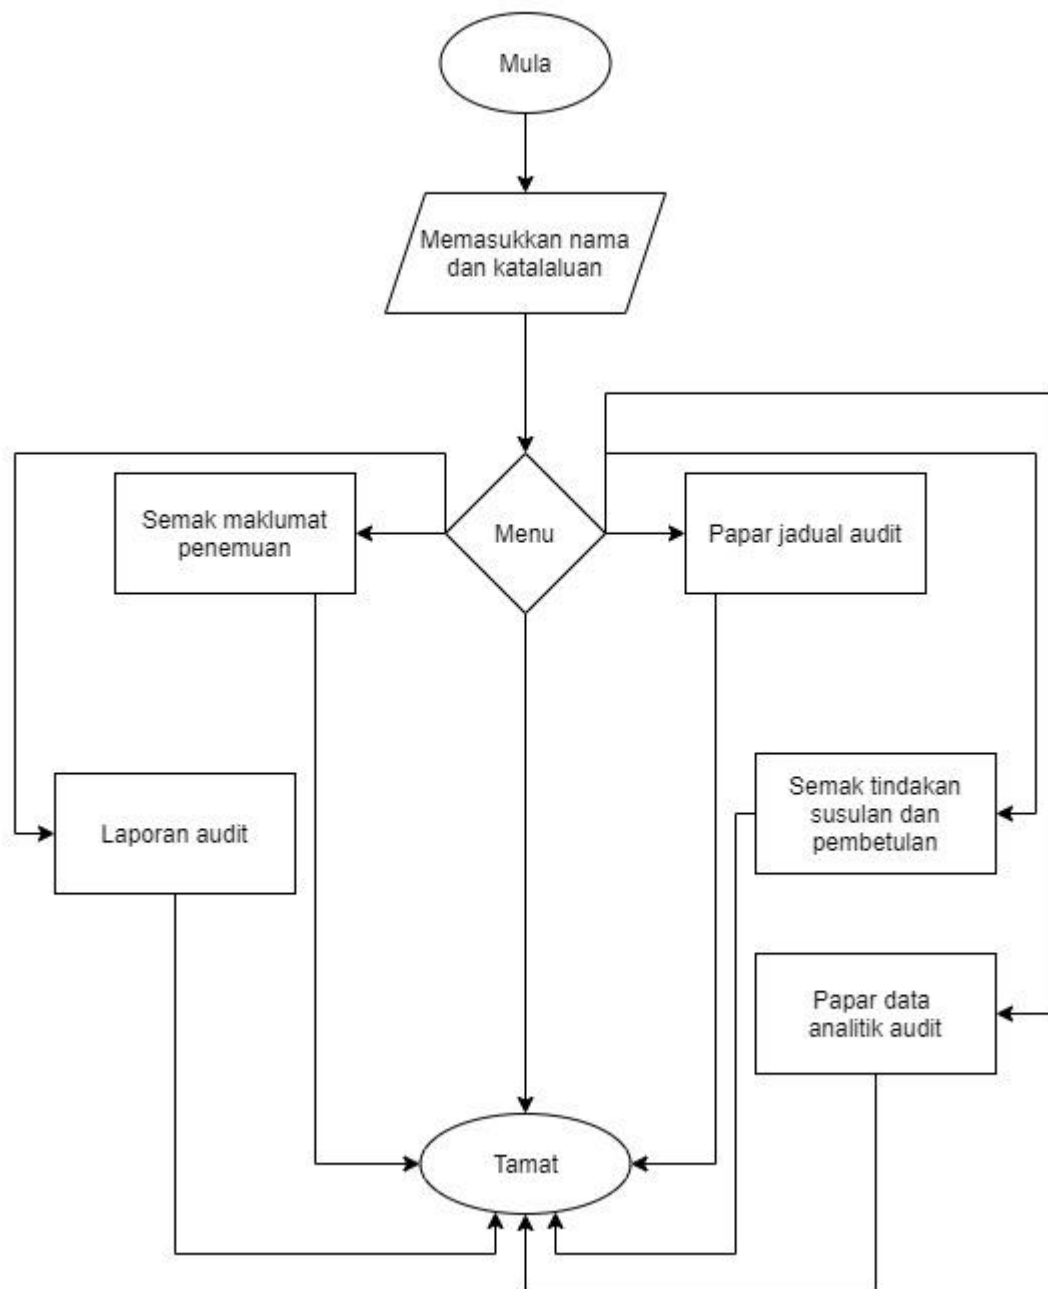 Mula
Memasukkan nama
dan katalaluan
Semak maklumat
penemuan
Menu
Papar jadual audit
Laporan audit
Semak tindakan
susulan dan
pembetulan
Papar data
analitik audit
Tamat